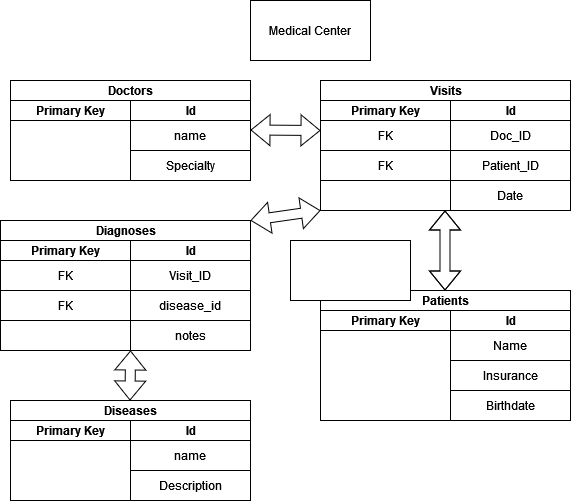 Medical Center
Doctors
Primary Key Id
name
Specialty
Visits
Primary Key Id
FK Doc_ID
FK Patient_ID
Date
Diagnoses
Primary Key Id
FK Visit_ID
FK disease_id
notes
Patients
Primary Key Id
Name
Insurance
Birthdate
Diseases
Primary Key Id
name
Description